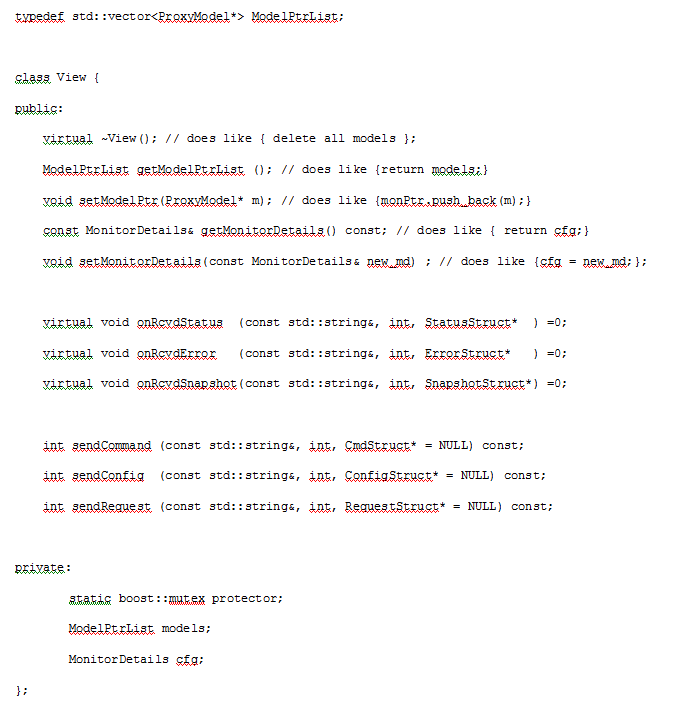 typedef std::vector<ProxyModel*> ModelPtrList;
class View {
public:
virtual ~View(); // does like { delete all models };
ModelPtrList getModelPtrList (); // does like {return models;}
void setModelPtr(ProxyModel* m); // does like {monPtr.push_back(m);}
const MonitorDetails& getMonitorDetails() const; // does like { return cfg;}
void setMonitorDetails(const MonitorDetails& new_md) ; // does like {cfg = new_md;};
virtual void onRcvdStatus  (const std::string&, int, StatusStruct*  ) =0;
virtual void onRcvdError   (const std::string&, int, ErrorStruct*   ) =0;
virtual void onRcvdSnapshot(const std::string&, int, SnapshotStruct*) =0;
int sendCommand (const std::string&, int, CmdStruct* = NULL) const;
int sendConfig  (const std::string&, int, ConfigStruct* = NULL) const;
int sendRequest (const std::string&, int, RequestStruct* = NULL) const;
private:
static boost::mutex protector;
ModelPtrList models;
MonitorDetails cfg;
};